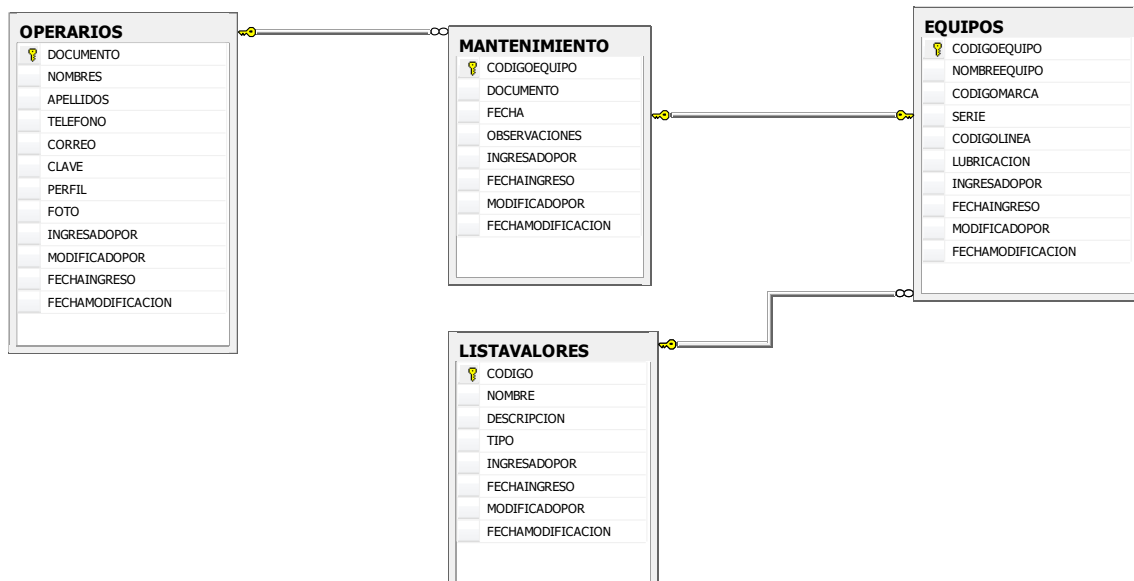 OPERARIOS
DOCUMENTO
NOMBRES
APELLIDOS
TELEFONO
CORREO
CLAVE
PERFIL
FOTO
INGRESADOPOR
MODIFICADOPOR
FECHAINGRESO
FECHAMODIFICACION
MANTENIMIENTO
CODIGOEQUIPO
DOCUMENTO
FECHA
OBSERVACIONES
INGRESADOPOR
FECHAINGRESO
MODIFICADOPOR
FECHAMODIFICACION
EQUIPOS
CODIGOEQUIPO
NOMBREEQUIPO
CODIGOMARCA
SERIE
CODIGOLINEA
LUBRICACION
INGRESADOPOR
FECHAINGRESO
MODIFICADOPOR
FECHAMODIFICACION
LISTAVALORES
CODIGO
NOMBRE
DESCRIPCION
TIPO
INGRESADOPOR
FECHAINGRESO
MODIFICADOPOR
FECHAMODIFICACION